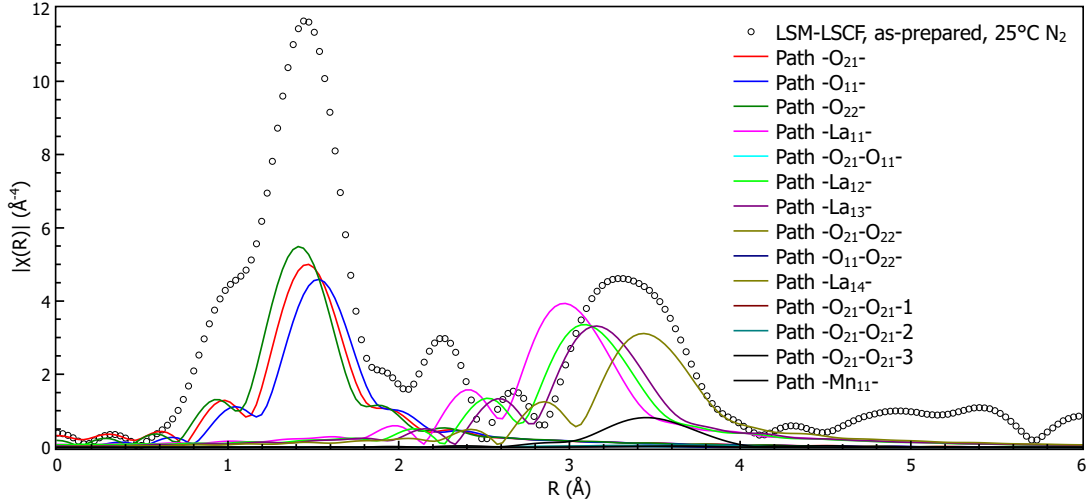 12
10
8
6
4
2
0
|χ(R)| (Å⁻⁴)
0 1 2 3 4 5 6
R (Å)
LSM-LSCF, as-prepared, 25°C N₂
Path -O₂₁-
Path -O₁₁-
Path -O₂₂-
Path -La₁₁-
Path -O₂₁-O₁₁-
Path -La₁₂-
Path -La₁₃-
Path -O₂₁-O₂₂-
Path -O₁₁-O₂₂-
Path -La₁₄-
Path -O₂₁-O₂₁-1
Path -O₂₁-O₂₁-2
Path -O₂₁-O₂₁-3
Path -Mn₁₁-